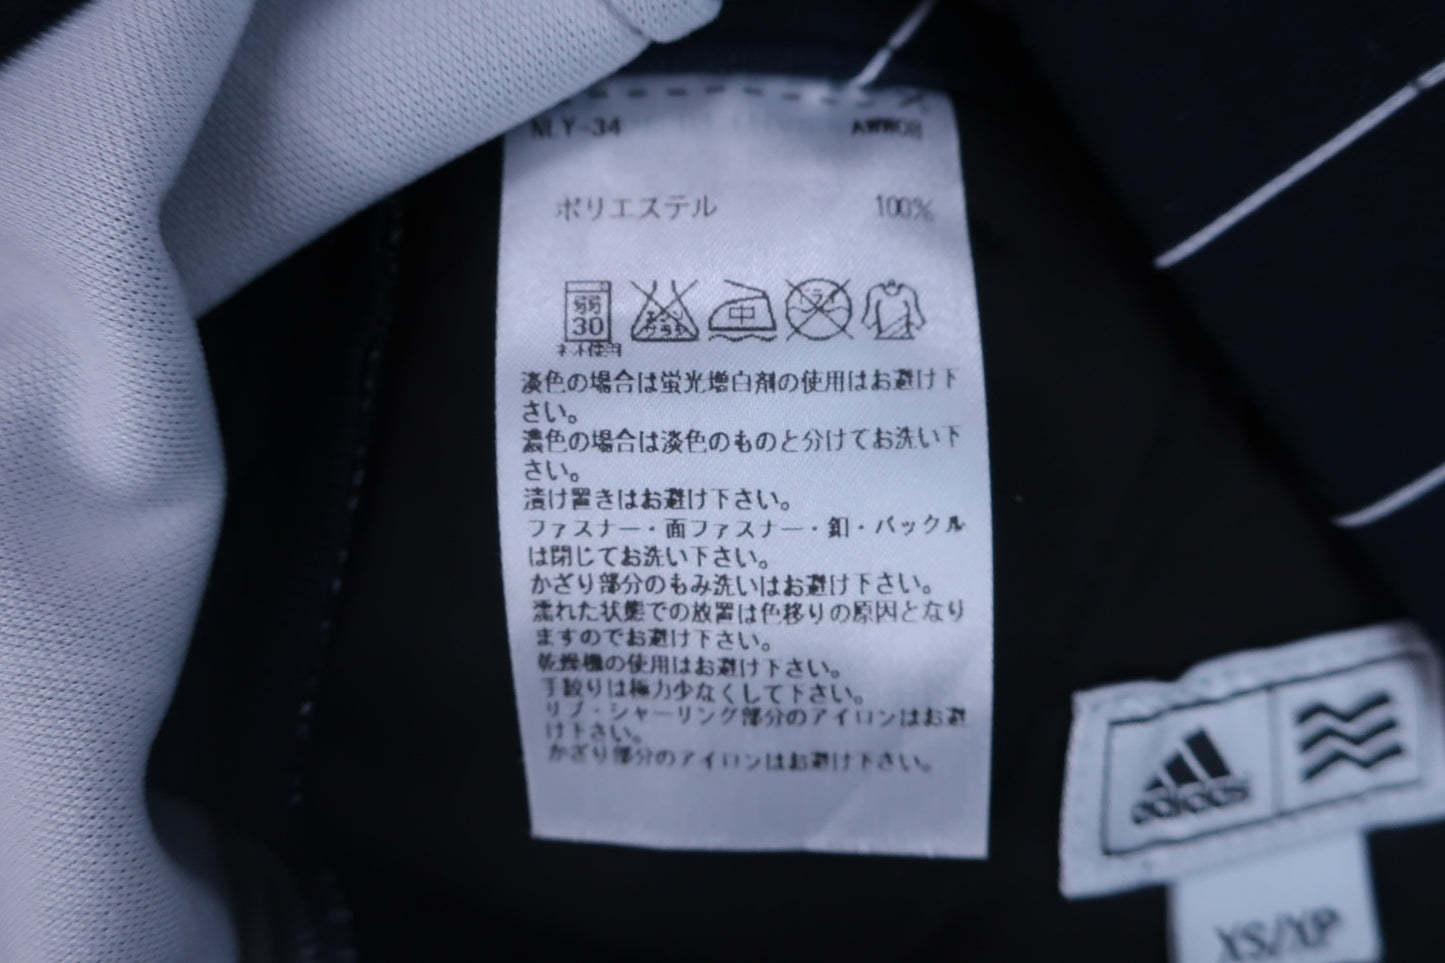 NLY-34 AWW08
ポリエステル 100%
弱
30
ネット使用
エンソ
サラシ
中
ドライ
淡色の場合は蛍光増白剤の使用はお避け下
さい。
濃色の場合は淡色のものと分けてお洗い下
さい。
漬け置きはお避け下さい。
ファスナー・面ファスナー・釦・バックル
は閉じてお洗い下さい。
かざり部分のもみ洗いはお避け下さい。
濡れた状態での放置は色移りの原因となり
ますのでお避け下さい。
乾燥機の使用はお避け下さい。
手絞りは極力少なくして下さい。
リブ・シャーリング部分のアイロンはお避
け下さい。
かざり部分のアイロンはお避け下さい。
adidas
XS/XP